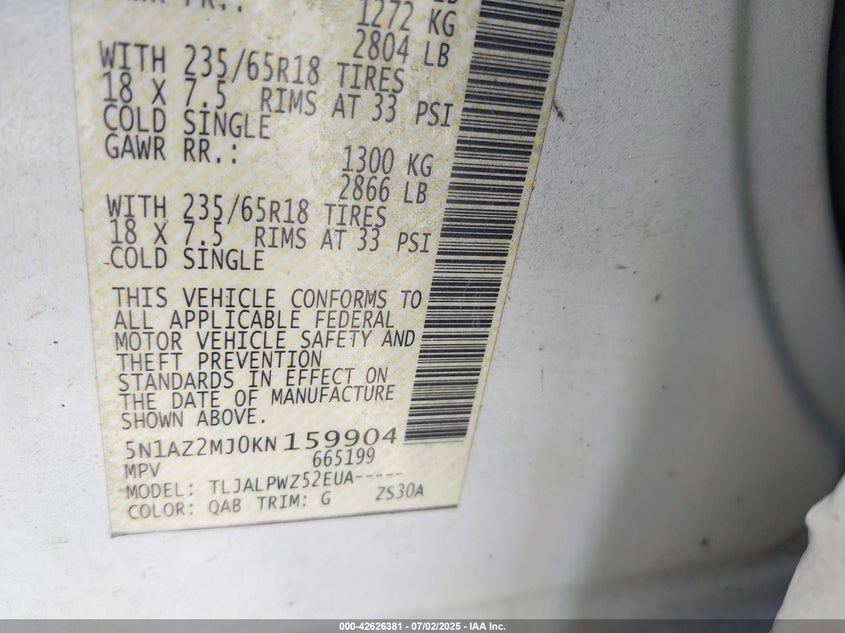 1272 KG
2804 LB
WITH 235/65R18 TIRES
18 X 7.5 RIMS AT 33 PSI
COLD SINGLE
GAWR RR.: 1300 KG
2866 LB
WITH 235/65R18 TIRES
18 X 7.5 RIMS AT 33 PSI
COLD SINGLE
THIS VEHICLE CONFORMS TO
ALL APPLICABLE FEDERAL
MOTOR VEHICLE SAFETY AND
THEFT PREVENTION
STANDARDS IN EFFECT ON
THE DATE OF MANUFACTURE
SHOWN ABOVE.
5N1AZ2MJ0KN 159904
MPV 665199
MODEL: TLJALPWZ52EUA-----
COLOR: QAB TRIM: G ZS30A
000-42626381 - 07/02/2025 - IAA Inc.